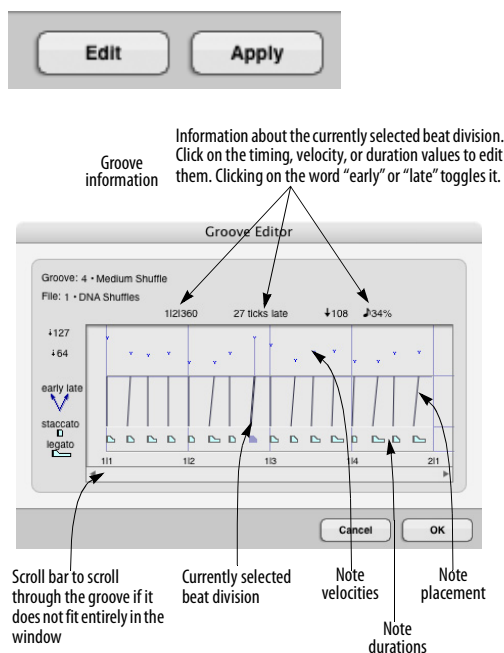 Edit
Apply
Information about the currently selected beat division.
Click on the timing, velocity, or duration values to edit
them. Clicking on the word “early” or “late” toggles it.
Groove
information
Groove Editor
Groove: 4 • Medium Shuffle
File: 1 • DNA Shuffles
1|2|360
27 ticks late
↓108
♪34%
↓127
↓64
early late
staccato
legato
1|1
1|2
1|3
1|4
2|1
Cancel
OK
Scroll bar to scroll
through the groove if it
does not fit entirely in the
window
Currently selected
beat division
Note
velocities
Note
placement
Note
durations